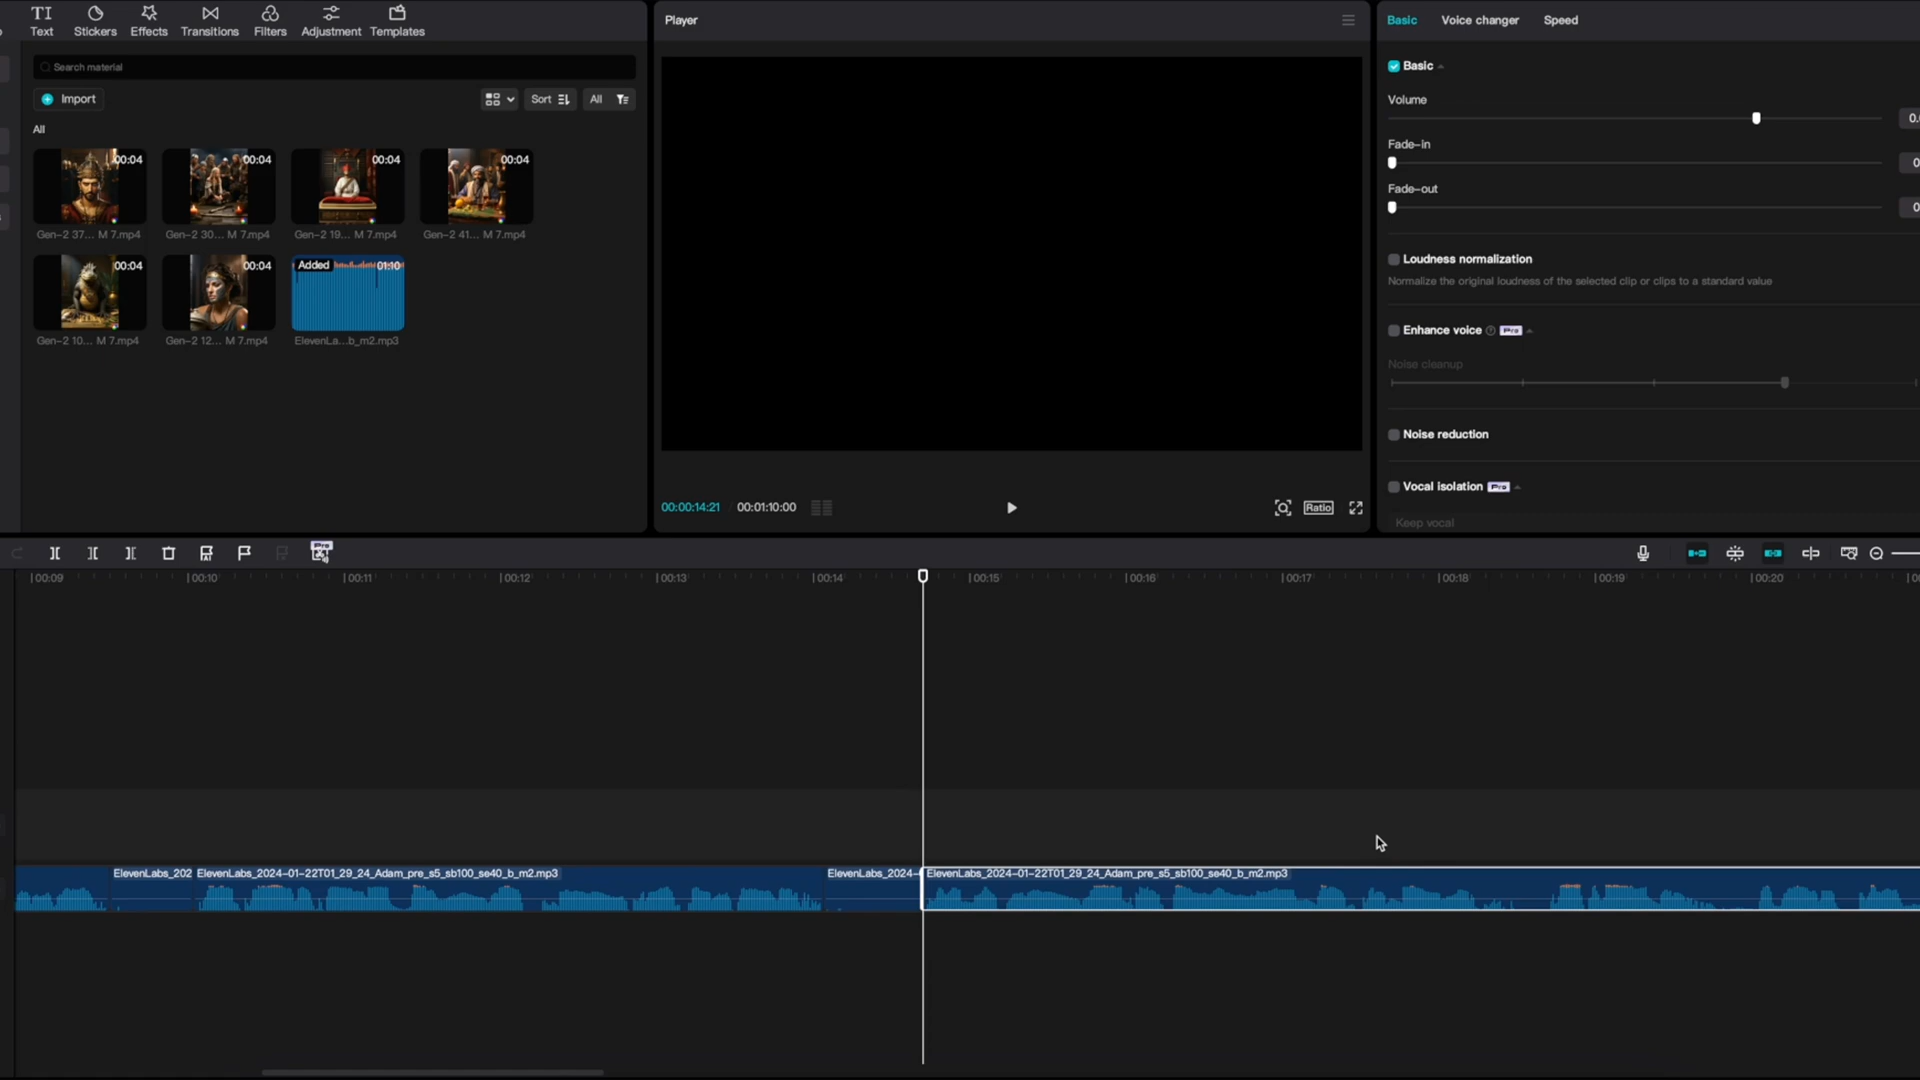 Text Stickers Effects Transitions Filters Adjustment Templates
Search material
Import
Sort All
All
00:04 00:04 00:04 00:04
Gen-2 37... M 7.mp4 Gen-2 30... M 7.mp4 Gen-2 19... M 7.mp4 Gen-2 41... M 7.mp4
00:04 00:04 Added 01:10
Gen-2 10... M 7.mp4 Gen-2 12... M 7.mp4 ElevenLa...b_m2.mp3
Player
00:00:14:21 00:01:10:00
Ratio
Basic Voice changer Speed
Basic
Volume
0.
Fade-in
0
Fade-out
0
Loudness normalization
Normalize the original loudness of the selected clip or clips to a standard value
Enhance voice Pro
Noise cleanup
Noise reduction
Vocal isolation Pro
Keep vocal
Pro
00:09 00:10 00:11 00:12 00:13 00:14 00:15 00:16 00:17 00:18 00:19 00:20
ElevenLabs_202 ElevenLabs_2024-01-22T01_29_24_Adam_pre_s5_sb100_se40_b_m2.mp3 ElevenLabs_2024- ElevenLabs_2024-01-22T01_29_24_Adam_pre_s5_sb100_se40_b_m2.mp3